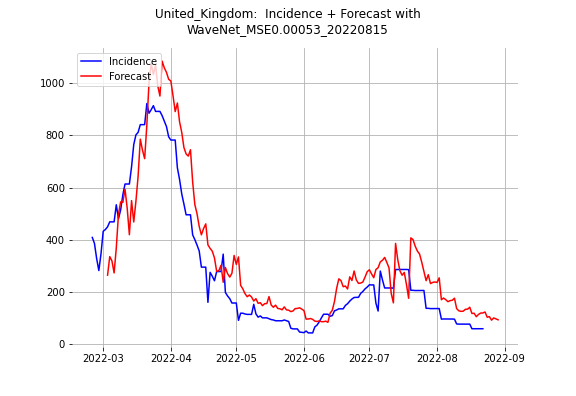 United_Kingdom:  Incidence + Forecast with
WaveNet_MSE0.00053_20220815
Incidence
Forecast
1000
800
600
400
200
0
2022-03 2022-04 2022-05 2022-06 2022-07 2022-08 2022-09